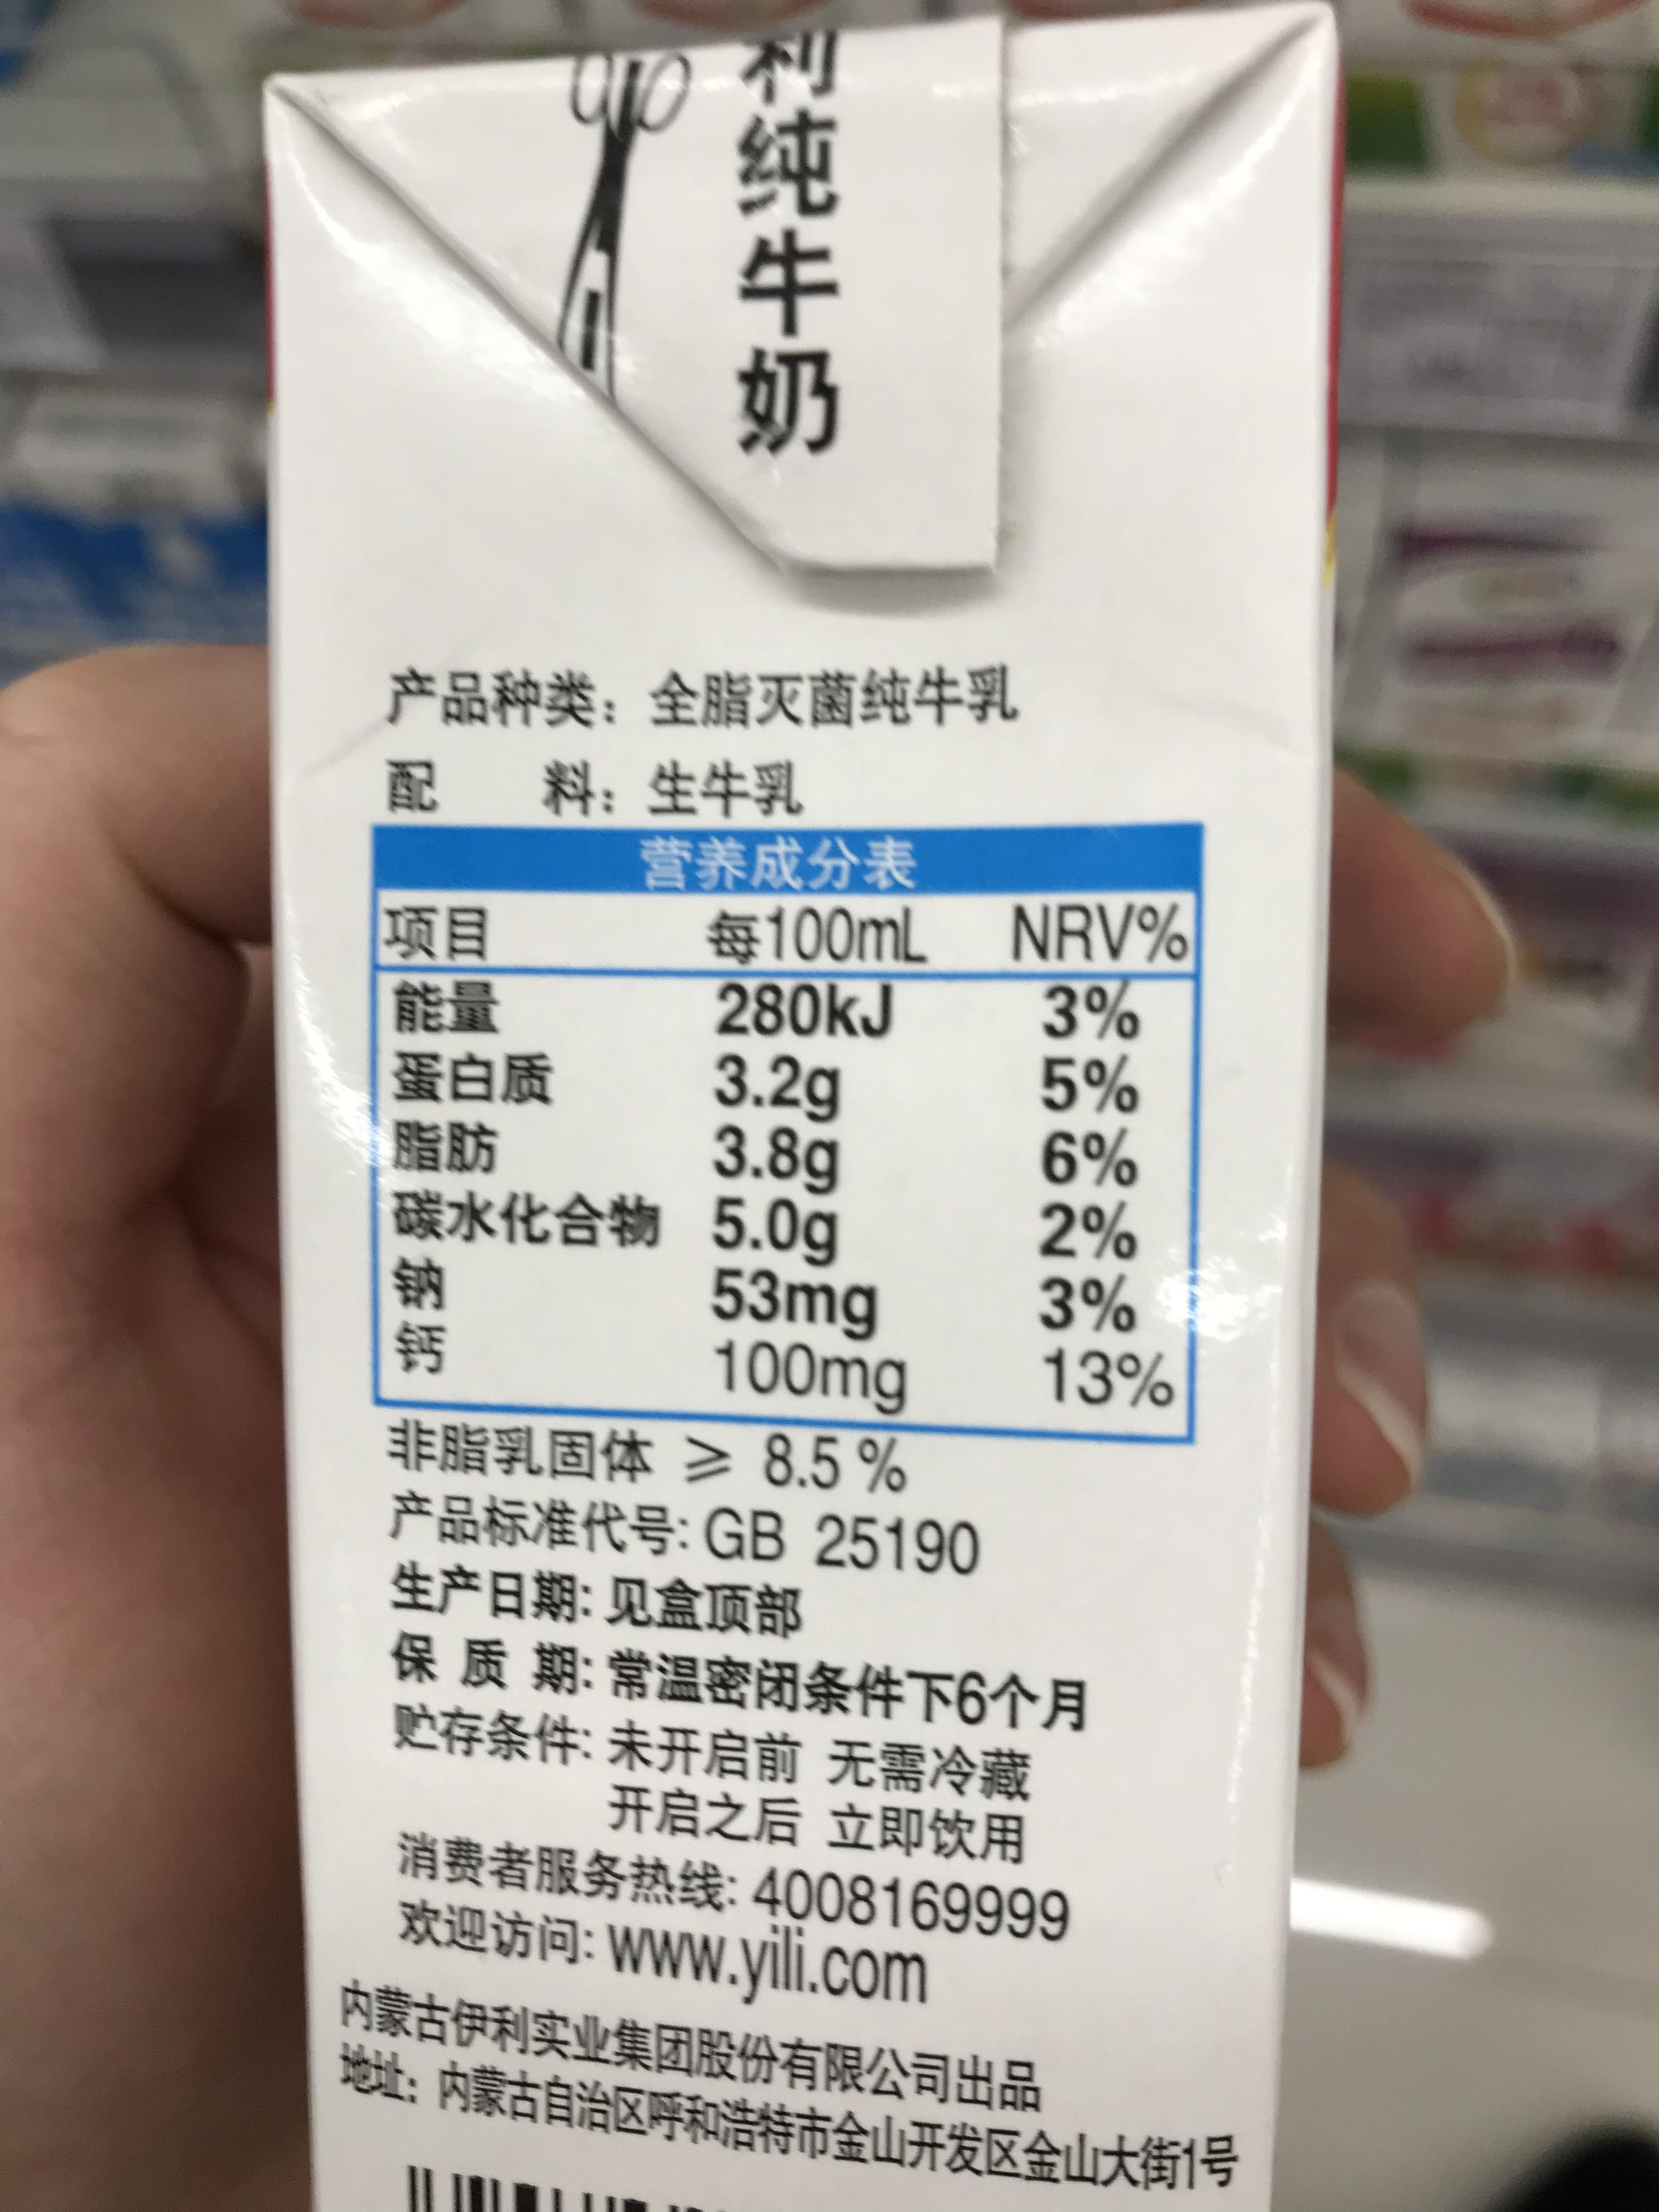 利纯牛奶
产品种类：全脂灭菌纯牛乳
配 料：生牛乳
营养成分表
项目 每100mL NRV%
能量 280kJ 3%
蛋白质 3.2g 5%
脂肪 3.8g 6%
碳水化合物 5.0g 2%
钠 53mg 3%
钙 100mg 13%
非脂乳固体 ≥ 8.5 %
产品标准代号: GB 25190
生产日期: 见盒顶部
保 质 期: 常温密闭条件下6个月
贮存条件: 未开启前 无需冷藏
开启之后 立即饮用
消费者服务热线: 4008169999
欢迎访问: www.yili.com
内蒙古伊利实业集团股份有限公司出品
地址：内蒙古自治区呼和浩特市金山开发区金山大街1号